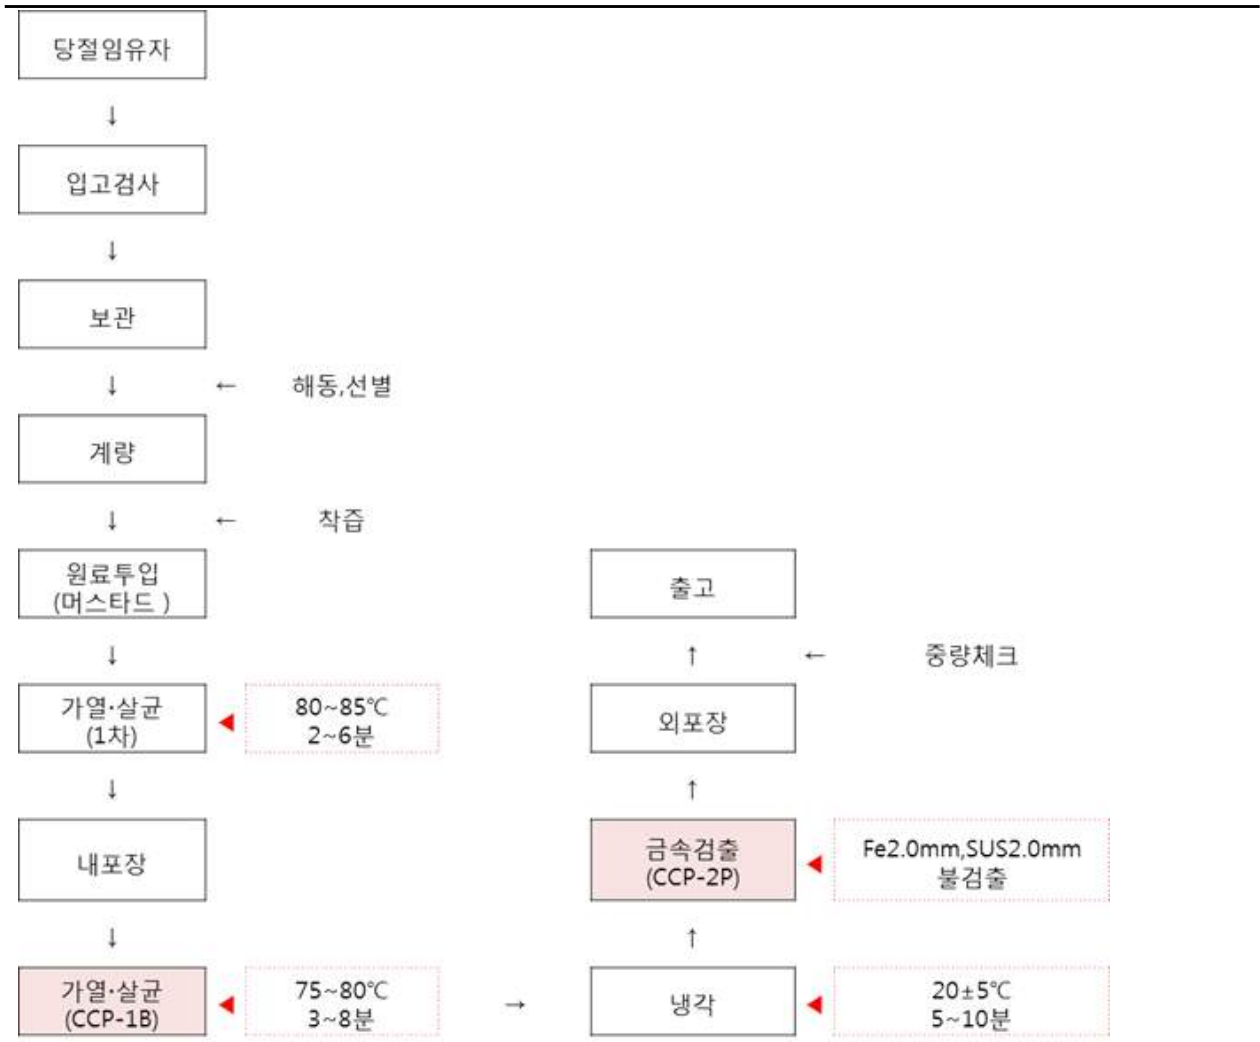 당절임유자
↓
입고검사
↓
보관
↓ ← 해동,선별
계량
↓ ← 착즙
원료투입
(머스타드 )
↓
가열·살균
(1차)
80~85℃
2~6분
↓
내포장
↓
가열·살균
(CCP-1B)
75~80℃
3~8분
→
냉각
20±5℃
5~10분
↑
금속검출
(CCP-2P)
Fe2.0mm,SUS2.0mm
불검출
↑
외포장
↑ ← 중량체크
출고